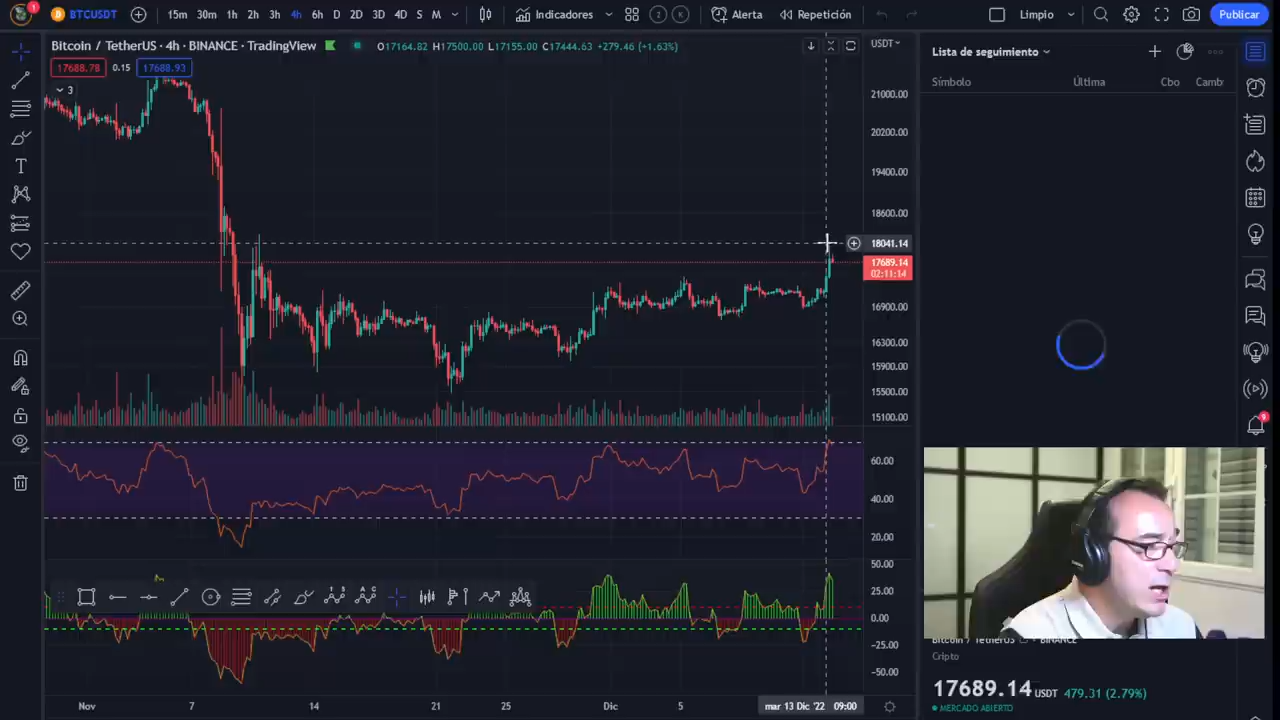 1
BTCUSDT 15m 30m 1h 2h 3h 4h 6h D 2D 3D 4D S M Indicadores 2 K Alerta Repetición Limpio Publicar
Bitcoin / TetherUS · 4h · BINANCE · TradingView O17164.82 H17500.00 L17155.00 C17444.63 +279.46 (+1.63%) USDT
17688.78 0.15 17688.93
3
21000.00
20200.00
19400.00
18600.00
18041.14
17689.14
02:11:14
16900.00
16300.00
15900.00
15500.00
15100.00
60.00
40.00
20.00
50.00
25.00
0.00
−25.00
−50.00
Nov 7 14 21 25 Dic 5 mar 13 Dic '22 09:00
Lista de seguimiento
Símbolo Última Cbo Camb
9
Bitcoin / TetherUS BINANCE
Cripto
17689.14 USDT 479.31 (2.79%)
MERCADO ABIERTO